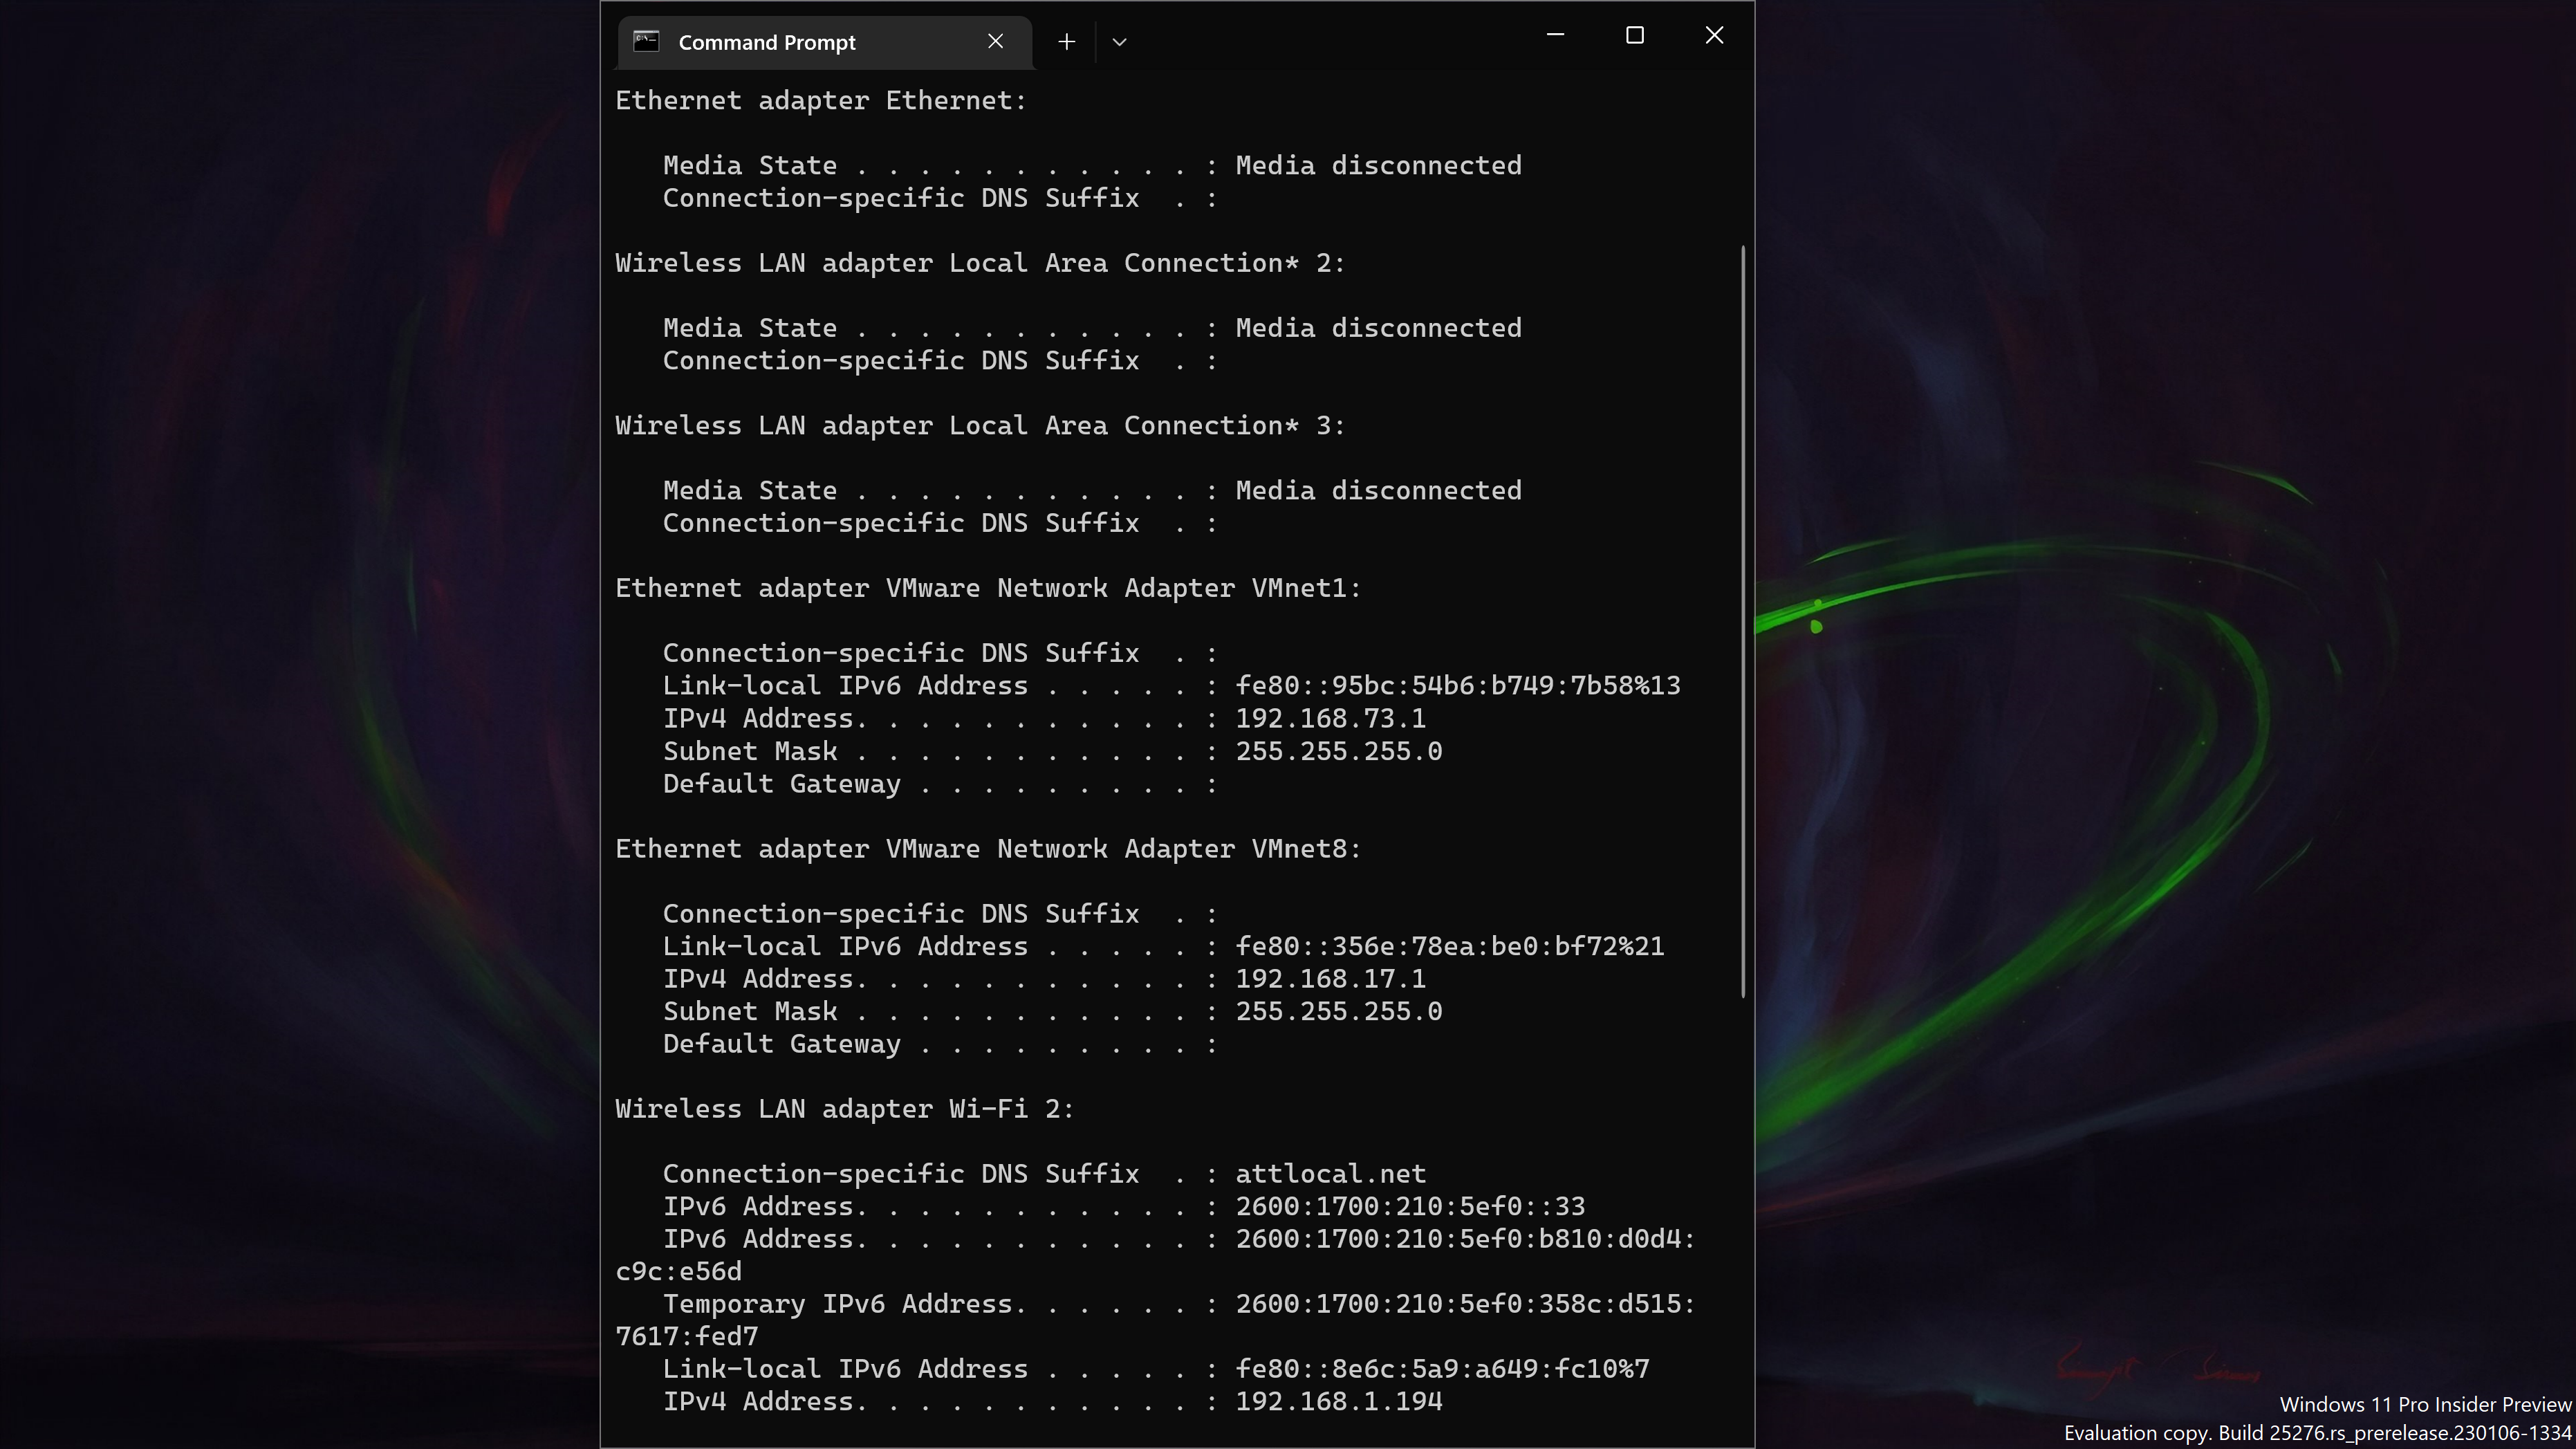 Command Prompt
Ethernet adapter Ethernet:
Media State . . . . . . . . . . . : Media disconnected
Connection-specific DNS Suffix  . :
Wireless LAN adapter Local Area Connection* 2:
Media State . . . . . . . . . . . : Media disconnected
Connection-specific DNS Suffix  . :
Wireless LAN adapter Local Area Connection* 3:
Media State . . . . . . . . . . . : Media disconnected
Connection-specific DNS Suffix  . :
Ethernet adapter VMware Network Adapter VMnet1:
Connection-specific DNS Suffix  . :
Link-local IPv6 Address . . . . . : fe80::95bc:54b6:b749:7b58%13
IPv4 Address. . . . . . . . . . . : 192.168.73.1
Subnet Mask . . . . . . . . . . . : 255.255.255.0
Default Gateway . . . . . . . . . :
Ethernet adapter VMware Network Adapter VMnet8:
Connection-specific DNS Suffix  . :
Link-local IPv6 Address . . . . . : fe80::356e:78ea:be0:bf72%21
IPv4 Address. . . . . . . . . . . : 192.168.17.1
Subnet Mask . . . . . . . . . . . : 255.255.255.0
Default Gateway . . . . . . . . . :
Wireless LAN adapter Wi-Fi 2:
Connection-specific DNS Suffix  . : attlocal.net
IPv6 Address. . . . . . . . . . . : 2600:1700:210:5ef0::33
IPv6 Address. . . . . . . . . . . : 2600:1700:210:5ef0:b810:d0d4:
c9c:e56d
Temporary IPv6 Address. . . . . . : 2600:1700:210:5ef0:358c:d515:
7617:fed7
Link-local IPv6 Address . . . . . : fe80::8e6c:5a9:a649:fc10%7
IPv4 Address. . . . . . . . . . . : 192.168.1.194
Windows 11 Pro Insider Preview
Evaluation copy. Build 25276.rs_prerelease.230106-1334